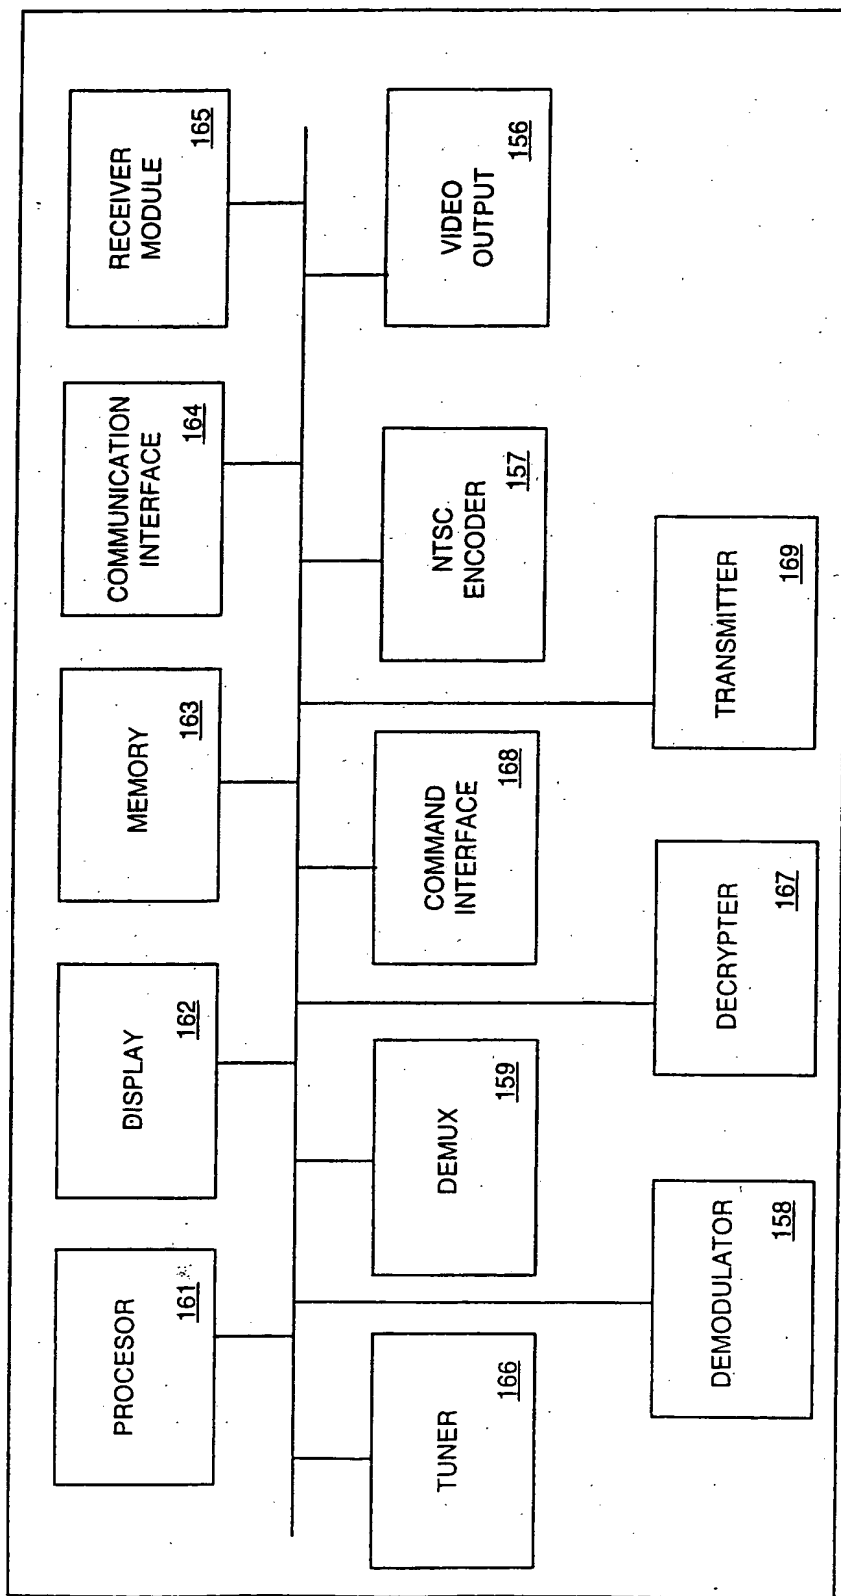 PROCESOR
161
DISPLAY
162
MEMORY
163
COMMUNICATION
INTERFACE
164
RECEIVER
MODULE
165
TUNER
166
DEMUX
159
COMMAND
INTERFACE
168
NTSC
ENCODER
157
VIDEO
OUTPUT
156
DEMODULATOR
158
DECRYPTER
167
TRANSMITTER
169